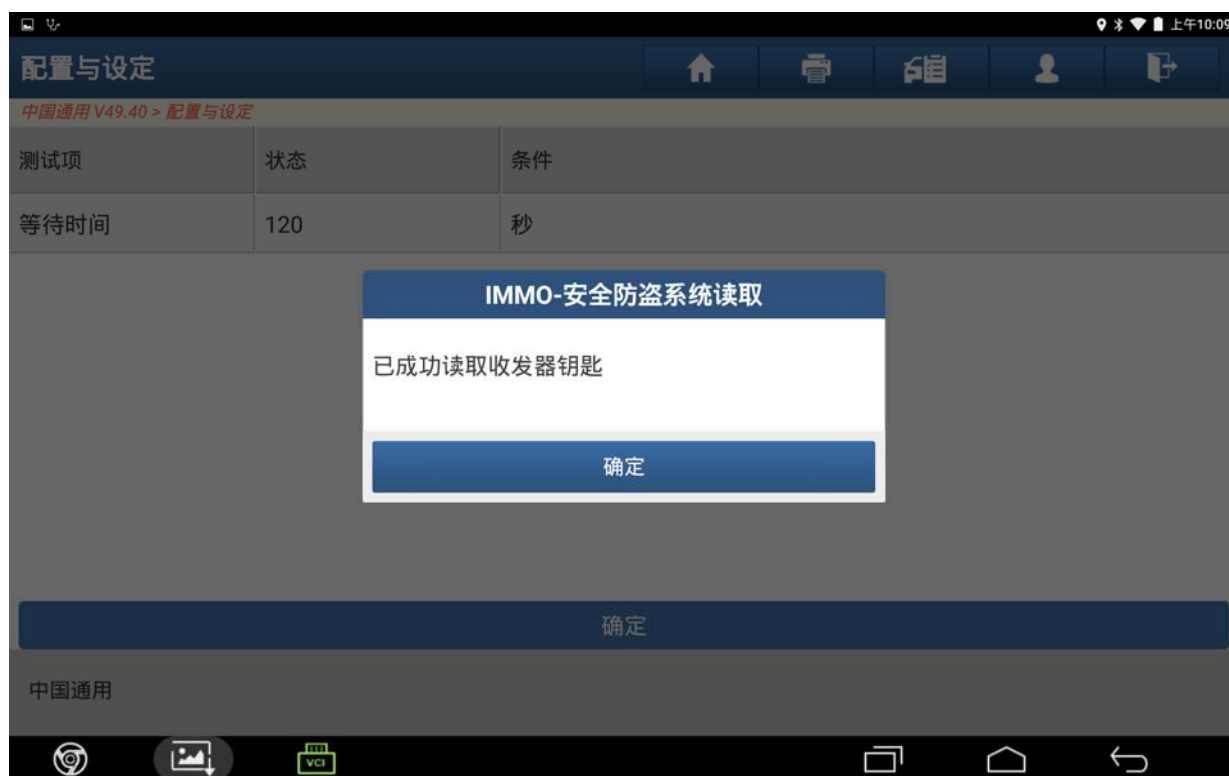 上午10:09
配置与设定
中国通用 V49.40 > 配置与设定
测试项 状态 条件
等待时间 120 秒
IMMO-安全防盗系统读取
已成功读取收发器钥匙
确定
确定
中国通用
VCI